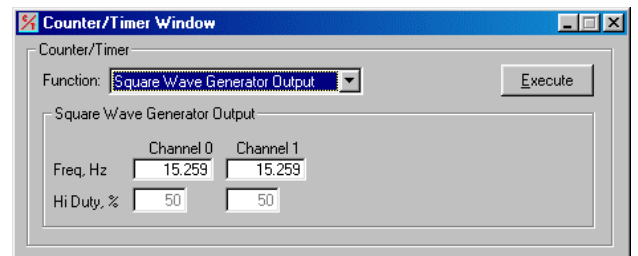 Counter/Timer Window
Counter/Timer
Function: Square Wave Generator Output Execute
Square Wave Generator Output
Channel 0 Channel 1
Freq, Hz 15.259 15.259
Hi Duty, % 50 50